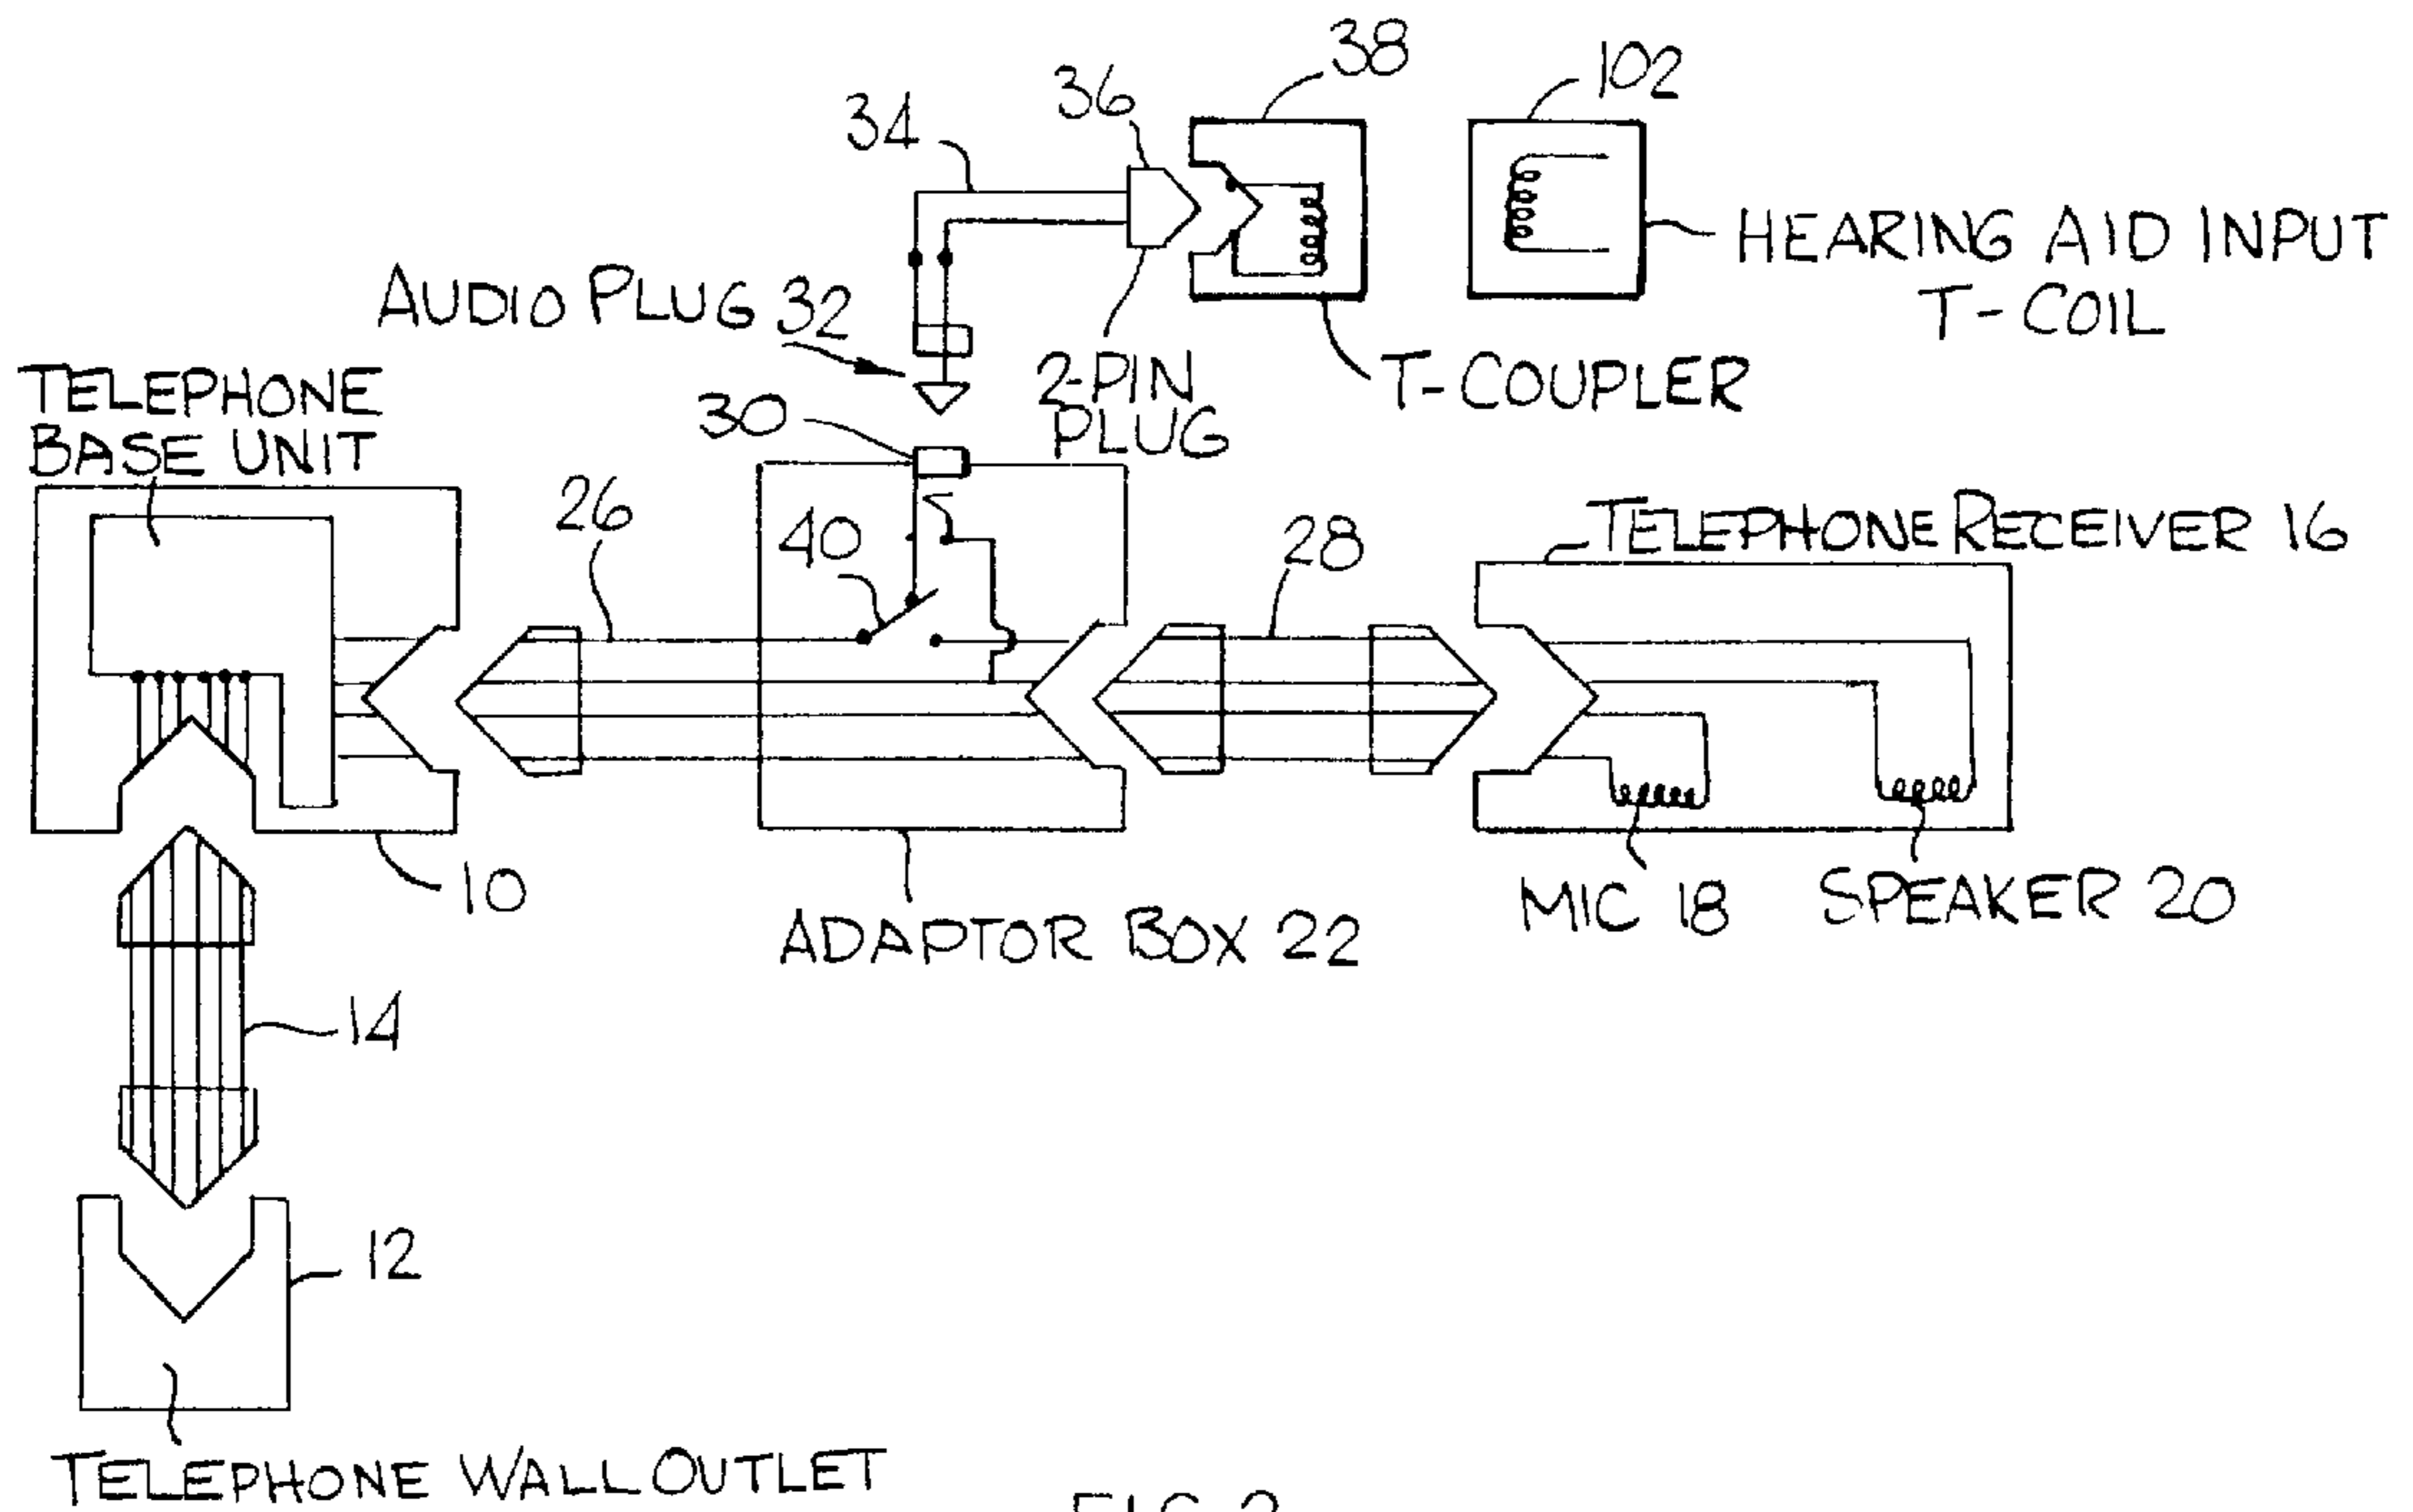 38
102
36
34
HEARING AID INPUT
T-COIL
AUDIO PLUG 32
2-PIN
PLUG
T-COUPLER
TELEPHONE
BASE UNIT
30
26
40
28
TELEPHONE RECEIVER 16
10
ADAPTOR BOX 22
MIC 18
SPEAKER 20
14
12
TELEPHONE WALL OUTLET